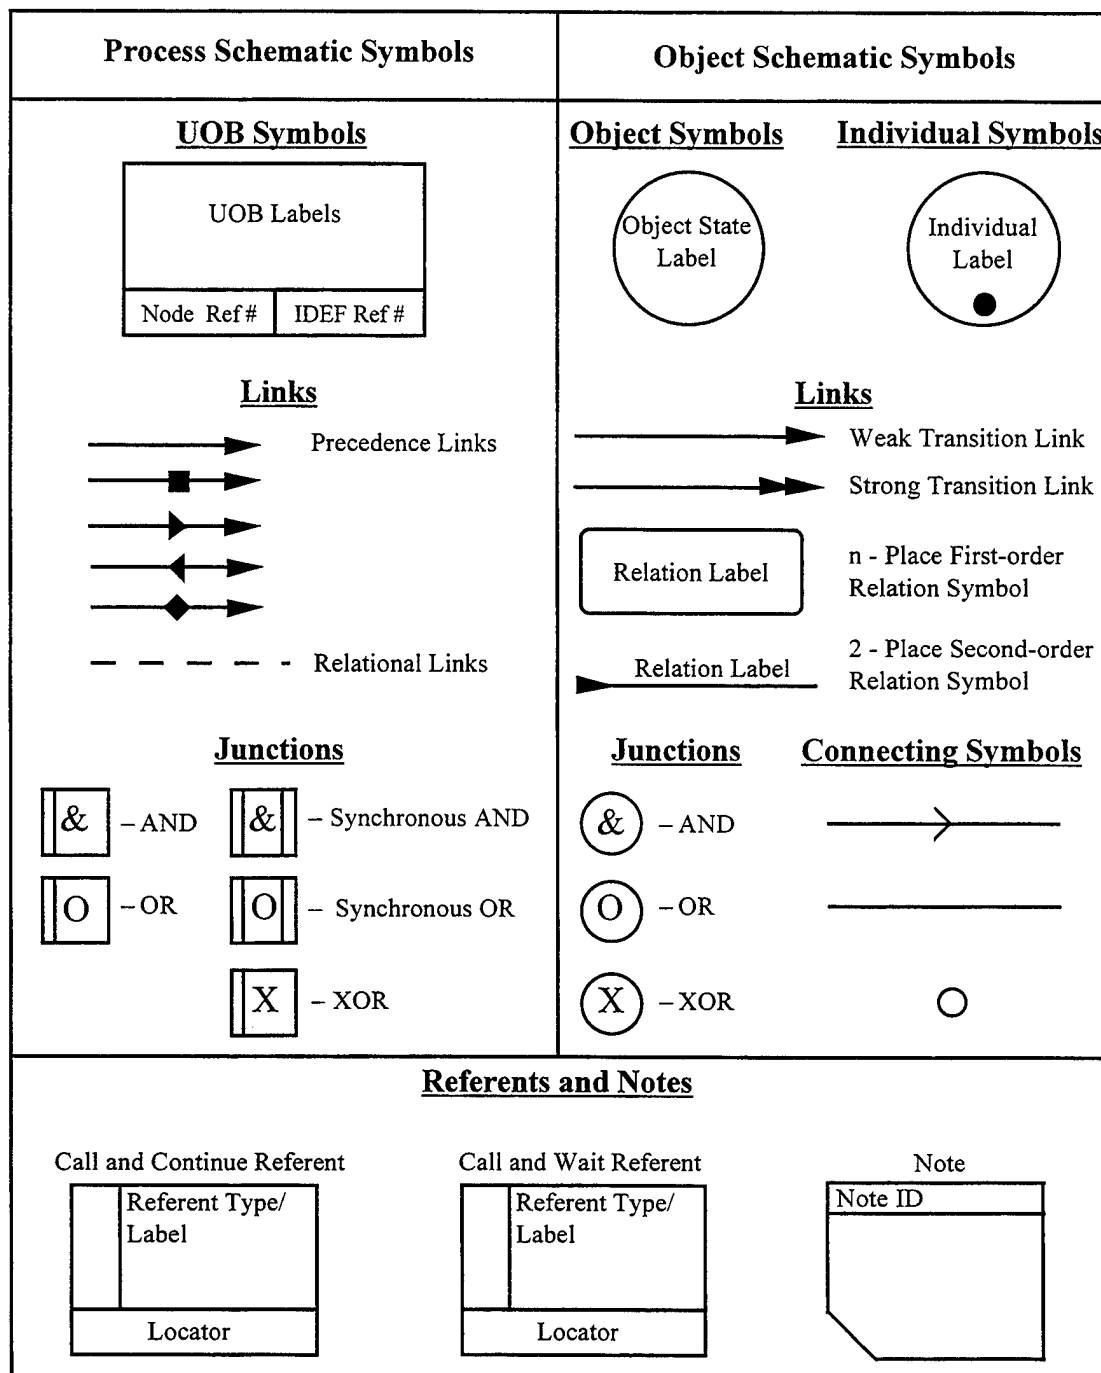 Process Schematic Symbols
Object Schematic Symbols
UOB Symbols
UOB Labels
Node Ref #
IDEF Ref #
Links
Precedence Links
Relational Links
Junctions
& – AND
& – Synchronous AND
O – OR
O – Synchronous OR
X – XOR
Object Symbols
Individual Symbols
Object State
Label
Individual
Label
Links
Weak Transition Link
Strong Transition Link
Relation Label
n - Place First-order
Relation Symbol
Relation Label
2 - Place Second-order
Relation Symbol
Junctions
Connecting Symbols
& – AND
O – OR
X – XOR
Referents and Notes
Call and Continue Referent
Referent Type/
Label
Locator
Call and Wait Referent
Referent Type/
Label
Locator
Note
Note ID